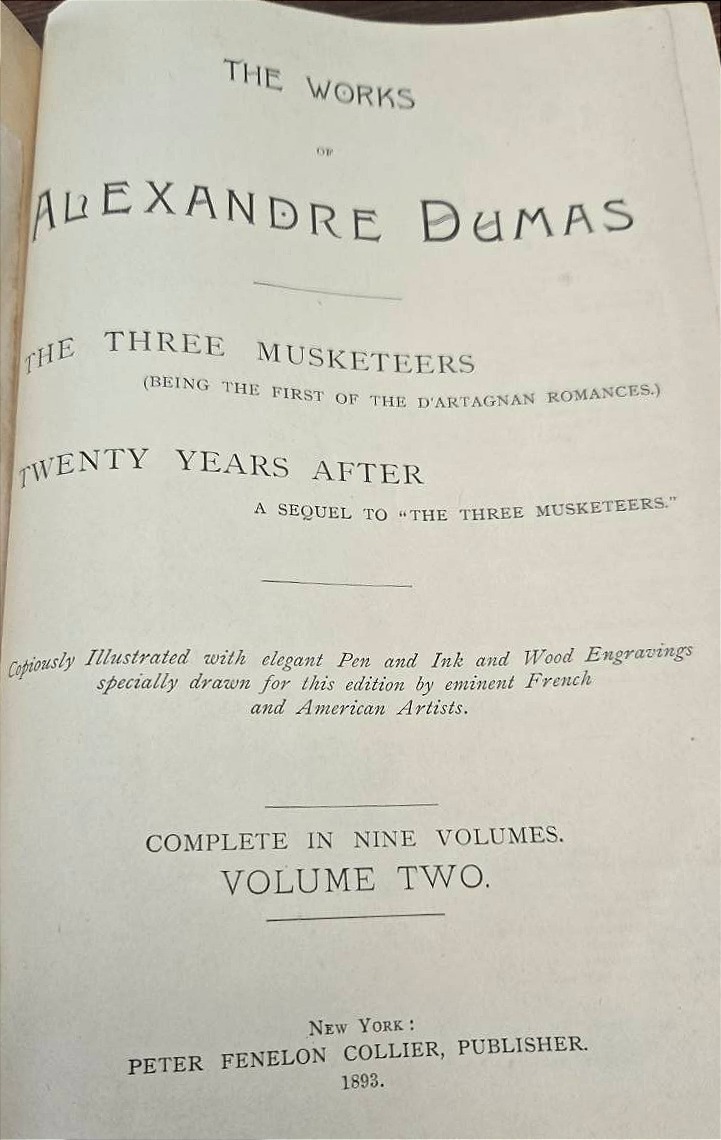 THE WORKS
OF
ALEXANDRE DUMAS
THE THREE MUSKETEERS
(BEING THE FIRST OF THE D'ARTAGNAN ROMANCES.)
TWENTY YEARS AFTER
A SEQUEL TO "THE THREE MUSKETEERS."
Copiously Illustrated with elegant Pen and Ink and Wood Engravings
specially drawn for this edition by eminent French
and American Artists.
COMPLETE IN NINE VOLUMES.
VOLUME TWO.
NEW YORK:
PETER FENELON COLLIER, PUBLISHER.
1893.